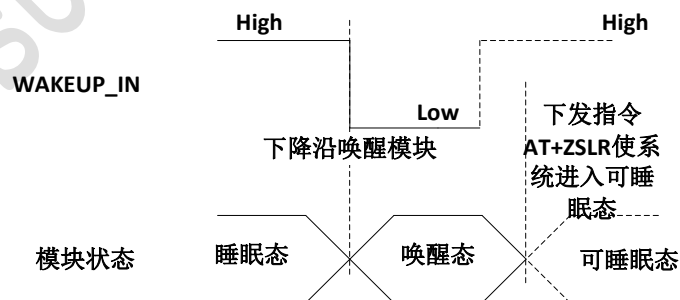 High
High
WAKEUP_IN
Low
下降沿唤醒模块
下发指令
AT+ZSLR使系
统进入可睡
眠态
模块状态
睡眠态
唤醒态
可睡眠态